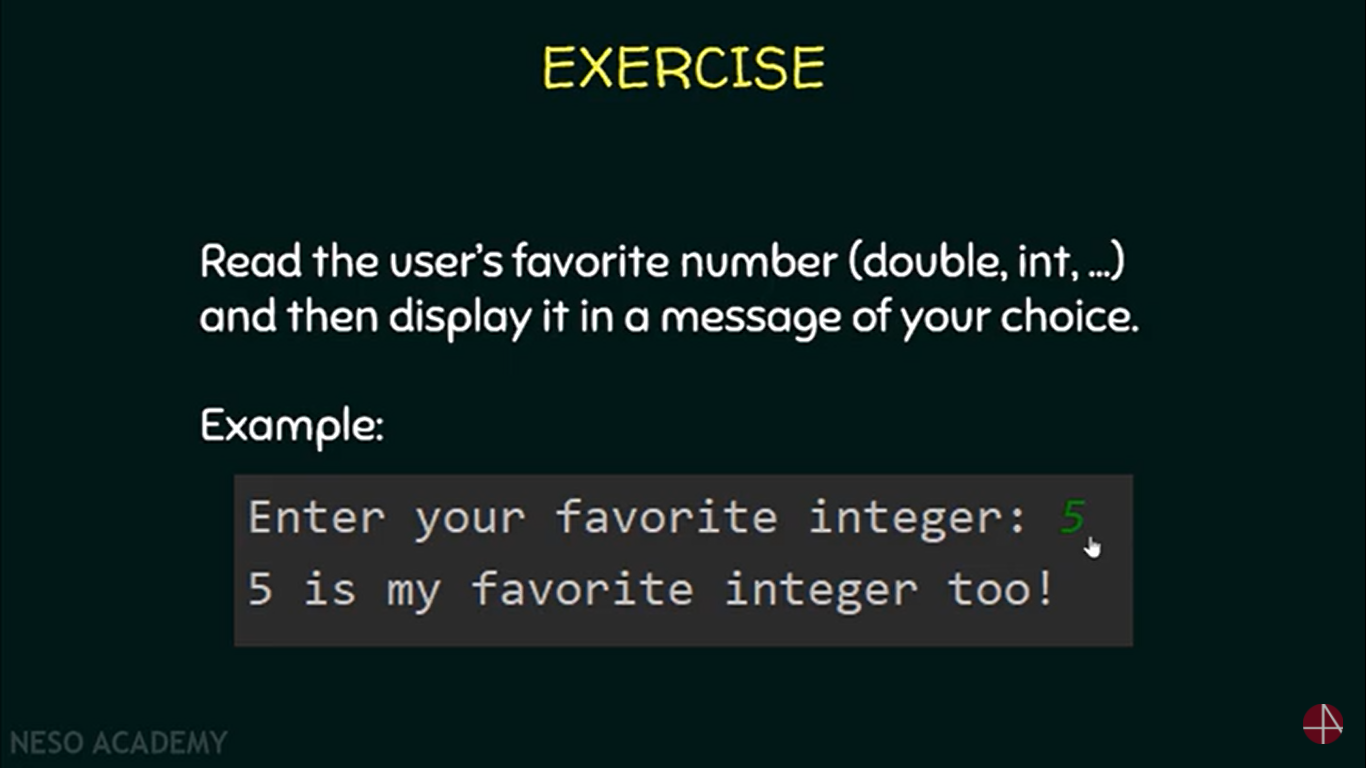 EXERCISE
Read the user's favorite number (double, int, ...)
and then display it in a message of your choice.
Example:
Enter your favorite integer: 5
5 is my favorite integer too!
NESO ACADEMY